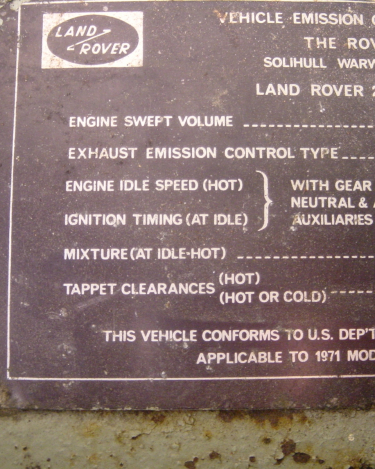 LAND
ROVER
VEHICLE EMISSION
THE ROV
SOLIHULL WARW
LAND ROVER
ENGINE SWEPT VOLUME
EXHAUST EMISSION CONTROL TYPE
ENGINE IDLE SPEED (HOT)
IGNITION TIMING (AT IDLE)
WITH GEAR
NEUTRAL &
AUXILIARIES
MIXTURE (AT IDLE-HOT)
TAPPET CLEARANCES (HOT)
(HOT OR COLD)
THIS VEHICLE CONFORMS TO U.S. DEP'T
APPLICABLE TO 1971 MOD